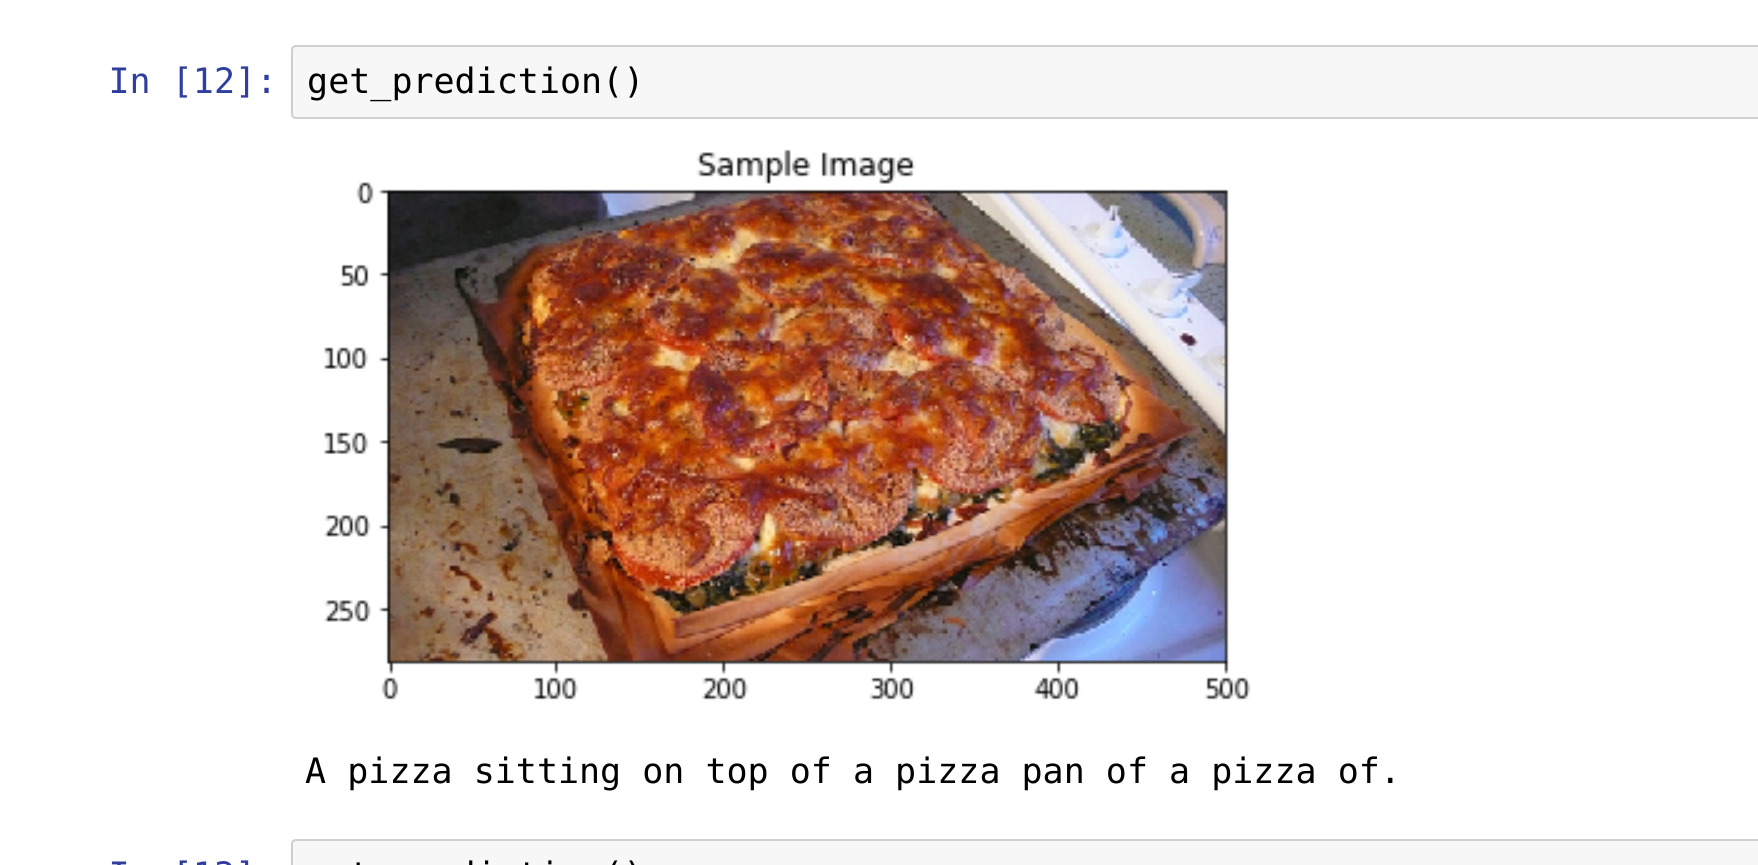 In [12]: get_prediction()
Sample Image
0
50
100
150
200
250
0 100 200 300 400 500
A pizza sitting on top of a pizza pan of a pizza of.